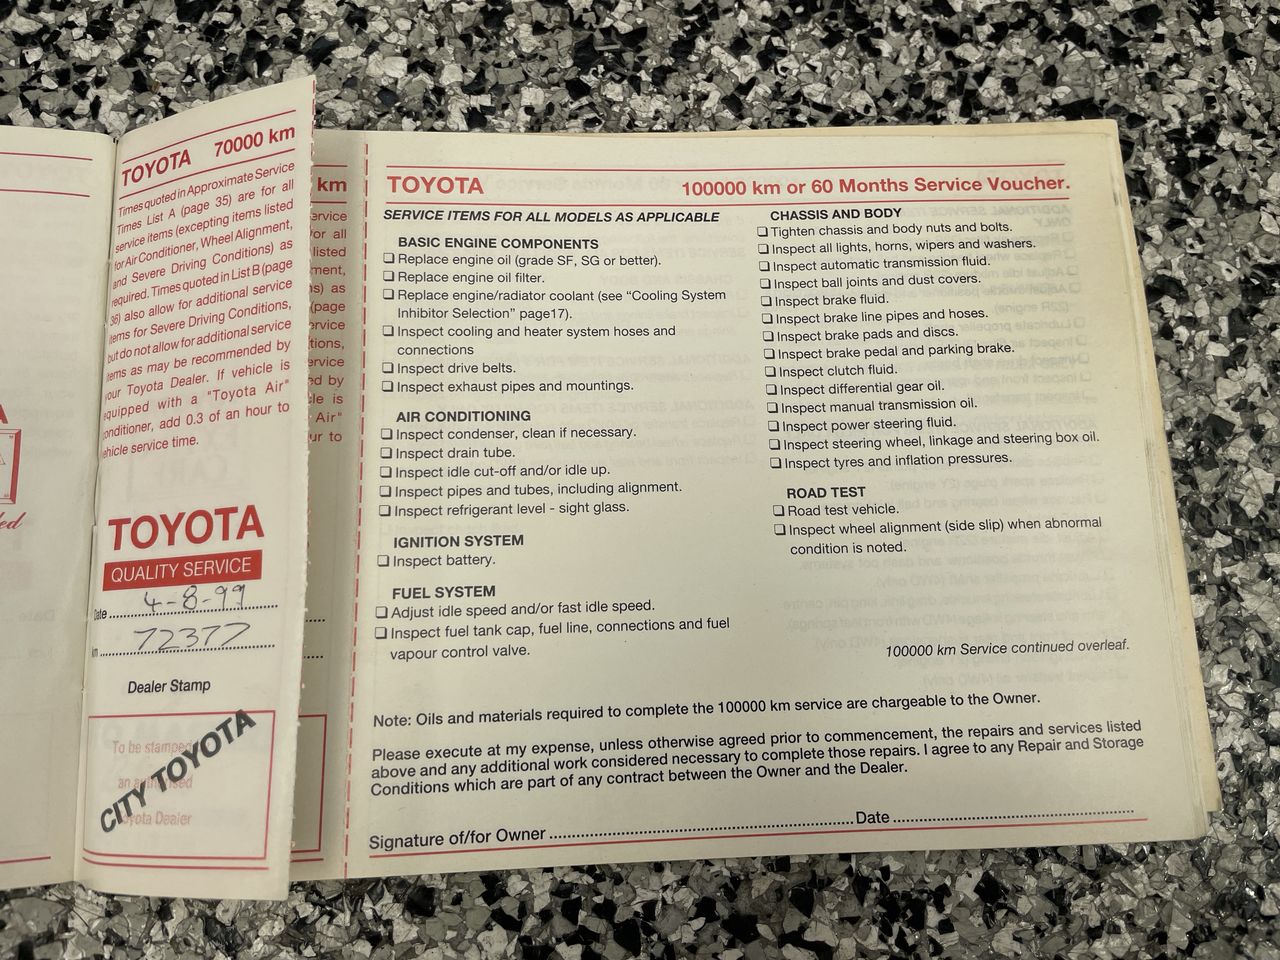 TOYOTA 70000 km
Times quoted in Approximate Service
Times List A (page 35) are for all
service items (excepting items listed
for Air Conditioner, Wheel Alignment,
and Severe Driving Conditions) as
required. Times quoted in List B (page
36) also allow for additional service
items for Severe Driving Conditions,
but do not allow for additional service
items as may be recommended by
your Toyota Dealer. If vehicle is
equipped with a "Toyota Air"
conditioner, add 0.3 of an hour to
vehicle service time.
TOYOTA
QUALITY SERVICE
Date 4-8-99
km 72377
Dealer Stamp
To be stamped
an authorised
Toyota Dealer
CITY TOYOTA
km
TOYOTA 100000 km or 60 Months Service Voucher.
SERVICE ITEMS FOR ALL MODELS AS APPLICABLE
BASIC ENGINE COMPONENTS
❑ Replace engine oil (grade SF, SG or better).
❑ Replace engine oil filter.
❑ Replace engine/radiator coolant (see “Cooling System
Inhibitor Selection” page17).
❑ Inspect cooling and heater system hoses and
connections
❑ Inspect drive belts.
❑ Inspect exhaust pipes and mountings.
AIR CONDITIONING
❑ Inspect condenser, clean if necessary.
❑ Inspect drain tube.
❑ Inspect idle cut-off and/or idle up.
❑ Inspect pipes and tubes, including alignment.
❑ Inspect refrigerant level - sight glass.
IGNITION SYSTEM
❑ Inspect battery.
FUEL SYSTEM
❑ Adjust idle speed and/or fast idle speed.
❑ Inspect fuel tank cap, fuel line, connections and fuel
vapour control valve.
CHASSIS AND BODY
❑ Tighten chassis and body nuts and bolts.
❑ Inspect all lights, horns, wipers and washers.
❑ Inspect automatic transmission fluid.
❑ Inspect ball joints and dust covers.
❑ Inspect brake fluid.
❑ Inspect brake line pipes and hoses.
❑ Inspect brake pads and discs.
❑ Inspect brake pedal and parking brake.
❑ Inspect clutch fluid.
❑ Inspect differential gear oil.
❑ Inspect manual transmission oil.
❑ Inspect power steering fluid.
❑ Inspect steering wheel, linkage and steering box oil.
❑ Inspect tyres and inflation pressures.
ROAD TEST
❑ Road test vehicle.
❑ Inspect wheel alignment (side slip) when abnormal
condition is noted.
100000 km Service continued overleaf.
Note: Oils and materials required to complete the 100000 km service are chargeable to the Owner.
Please execute at my expense, unless otherwise agreed prior to commencement, the repairs and services listed
above and any additional work considered necessary to complete those repairs. I agree to any Repair and Storage
Conditions which are part of any contract between the Owner and the Dealer.
Signature of/for Owner Date